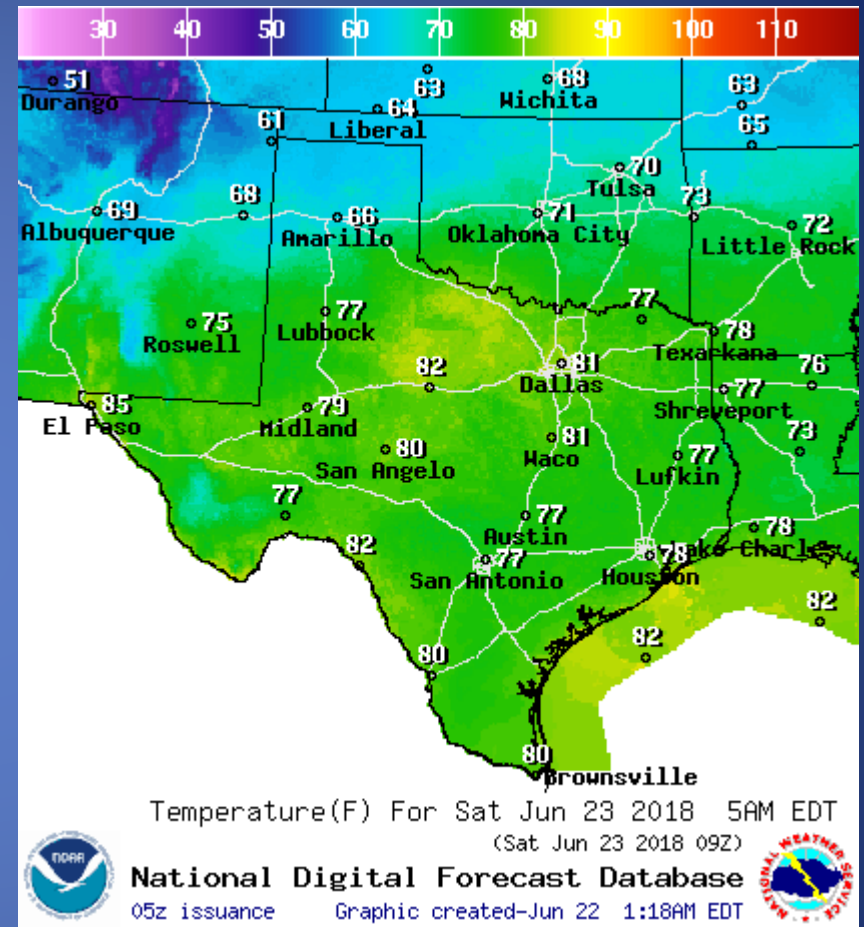 30 40 50 60 70 80 90 100 110
51
Durango
63
68
Wichita
63
64
Liberal
61
65
70
Tulsa
69
Albuquerque
68
66
Amarillo
71
Oklahoma City
73
72
Little Rock
75
Roswell
77
Lubbock
77
78
Texarkana
82
81
Dallas
76
85
El Paso
79
Midland
77
Shreveport
80
San Angelo
81
Waco
77
Lufkin
73
77
77
Austin
78
Lake Charles
82
77
San Antonio
78
Houston
82
82
80
80
Brownsville
Temperature(F) For Sat Jun 23 2018 5AM EDT
(Sat Jun 23 2018 09Z)
NOAA
National Digital Forecast Database
05z issuance Graphic created-Jun 22 1:18AM EDT
NATIONAL WEATHER SERVICE